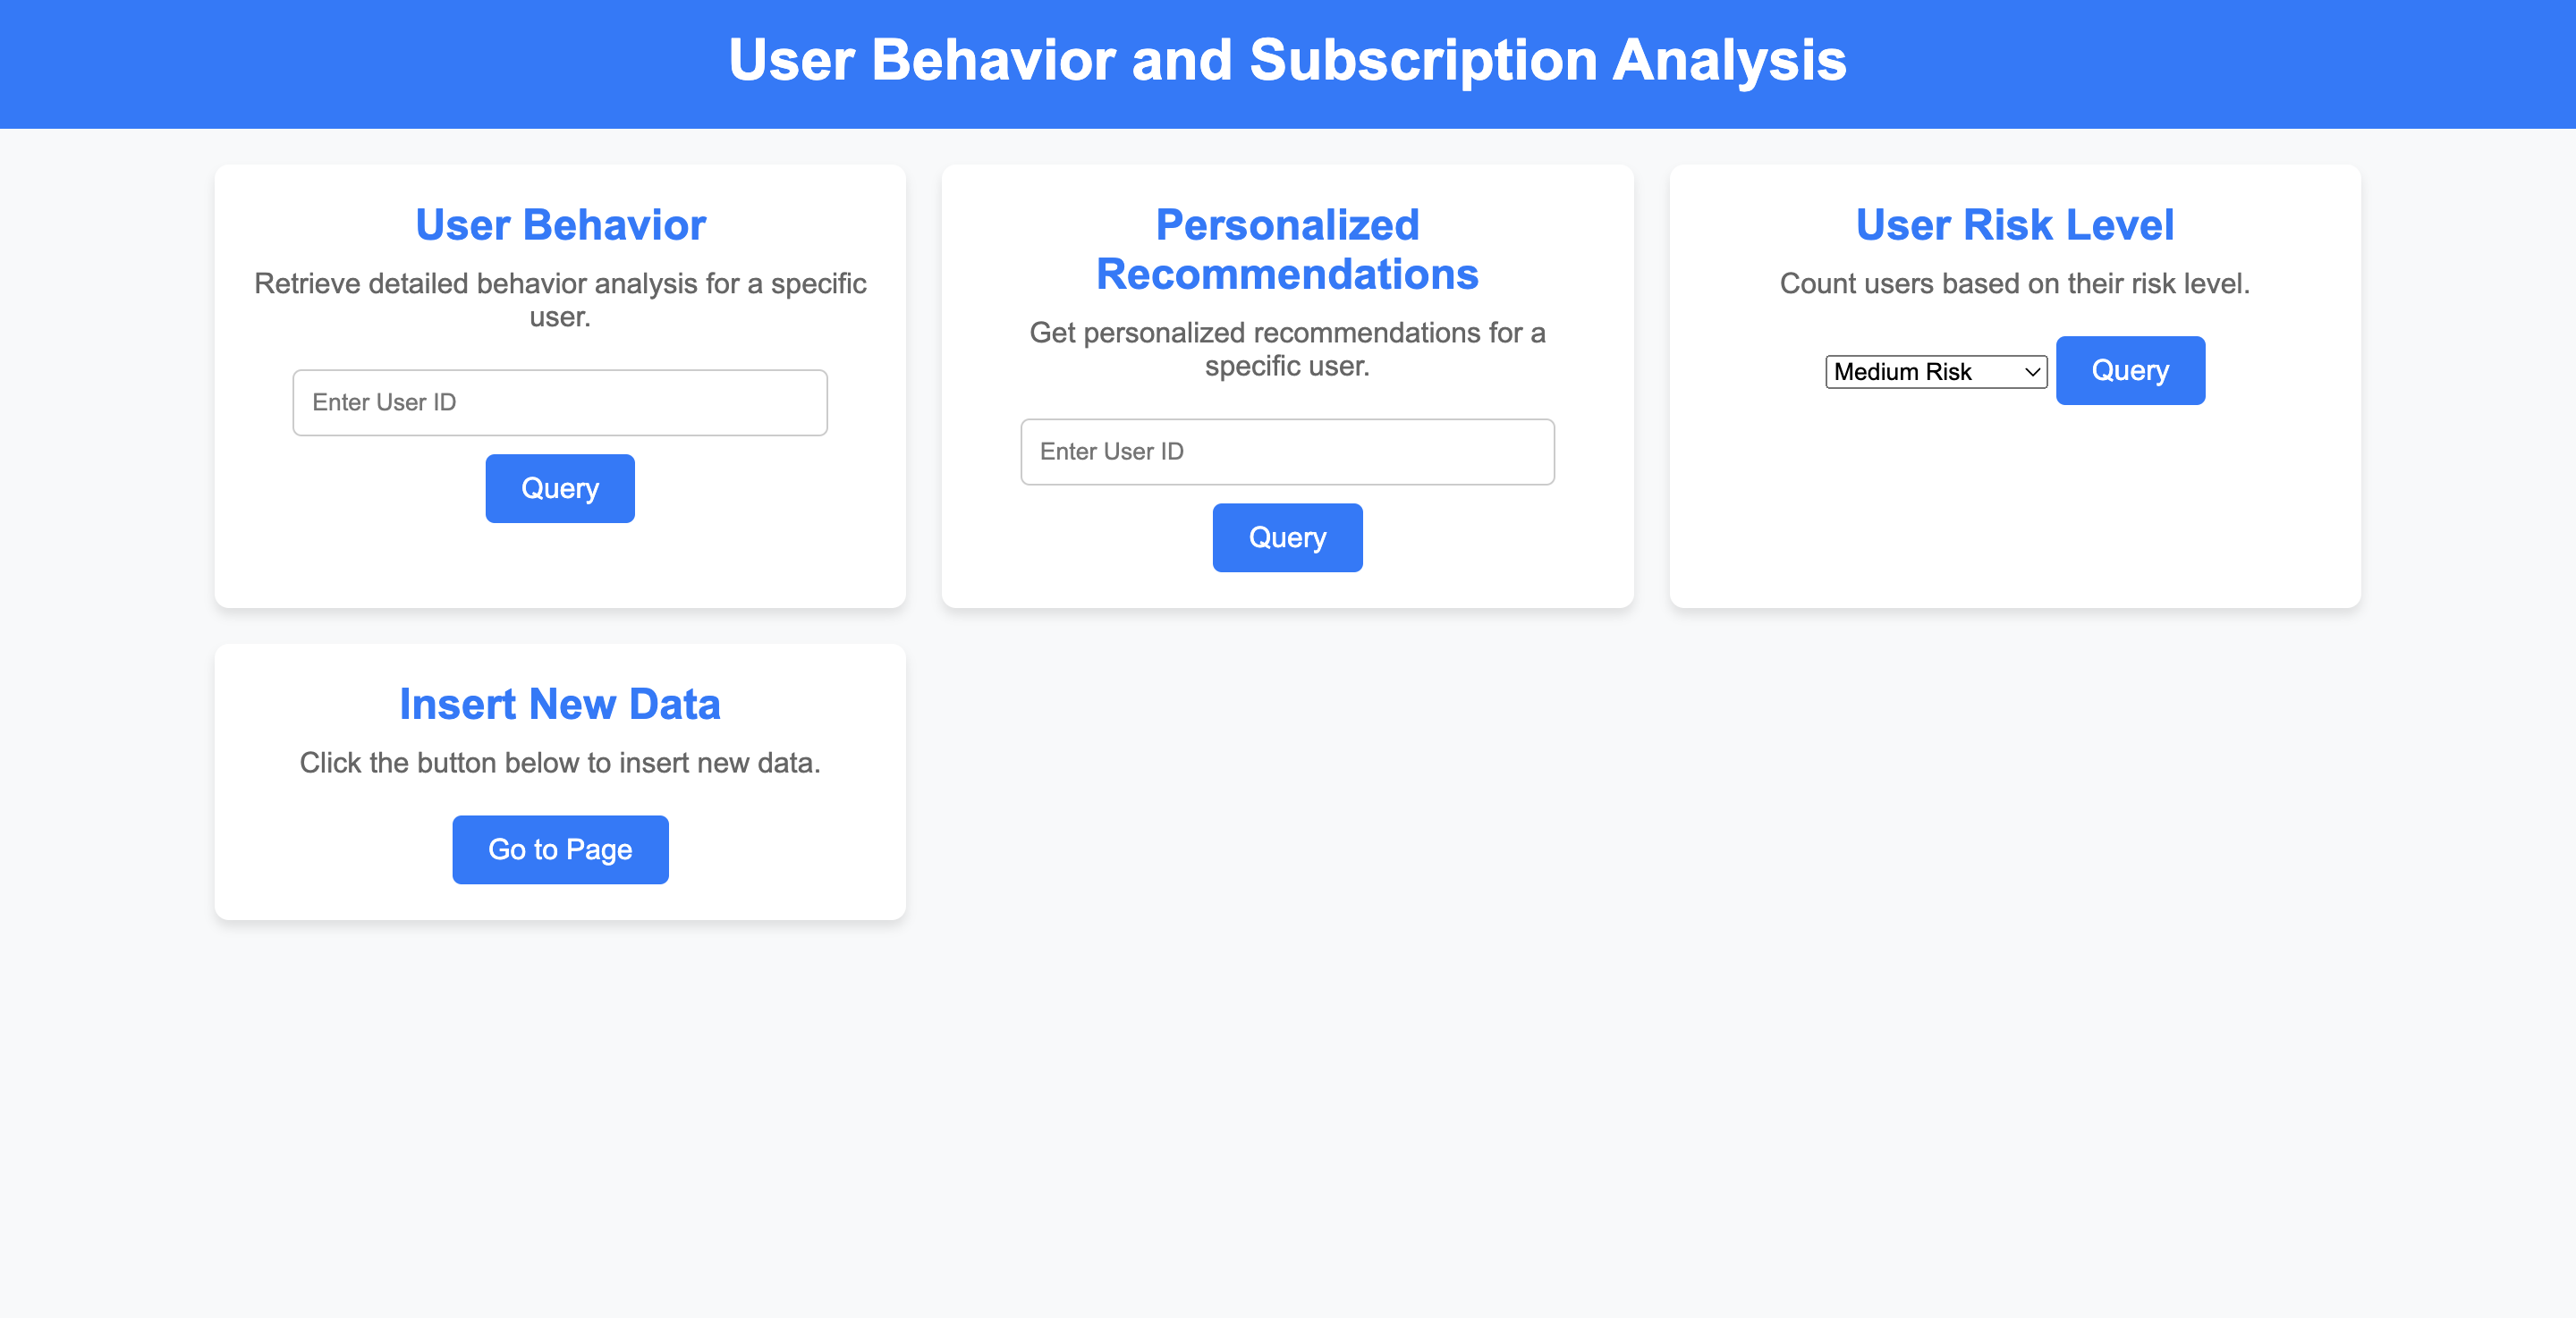 User Behavior and Subscription Analysis
User Behavior
Retrieve detailed behavior analysis for a specific
user.
Enter User ID
Query
Personalized
Recommendations
Get personalized recommendations for a
specific user.
Enter User ID
Query
User Risk Level
Count users based on their risk level.
Medium Risk
Query
Insert New Data
Click the button below to insert new data.
Go to Page